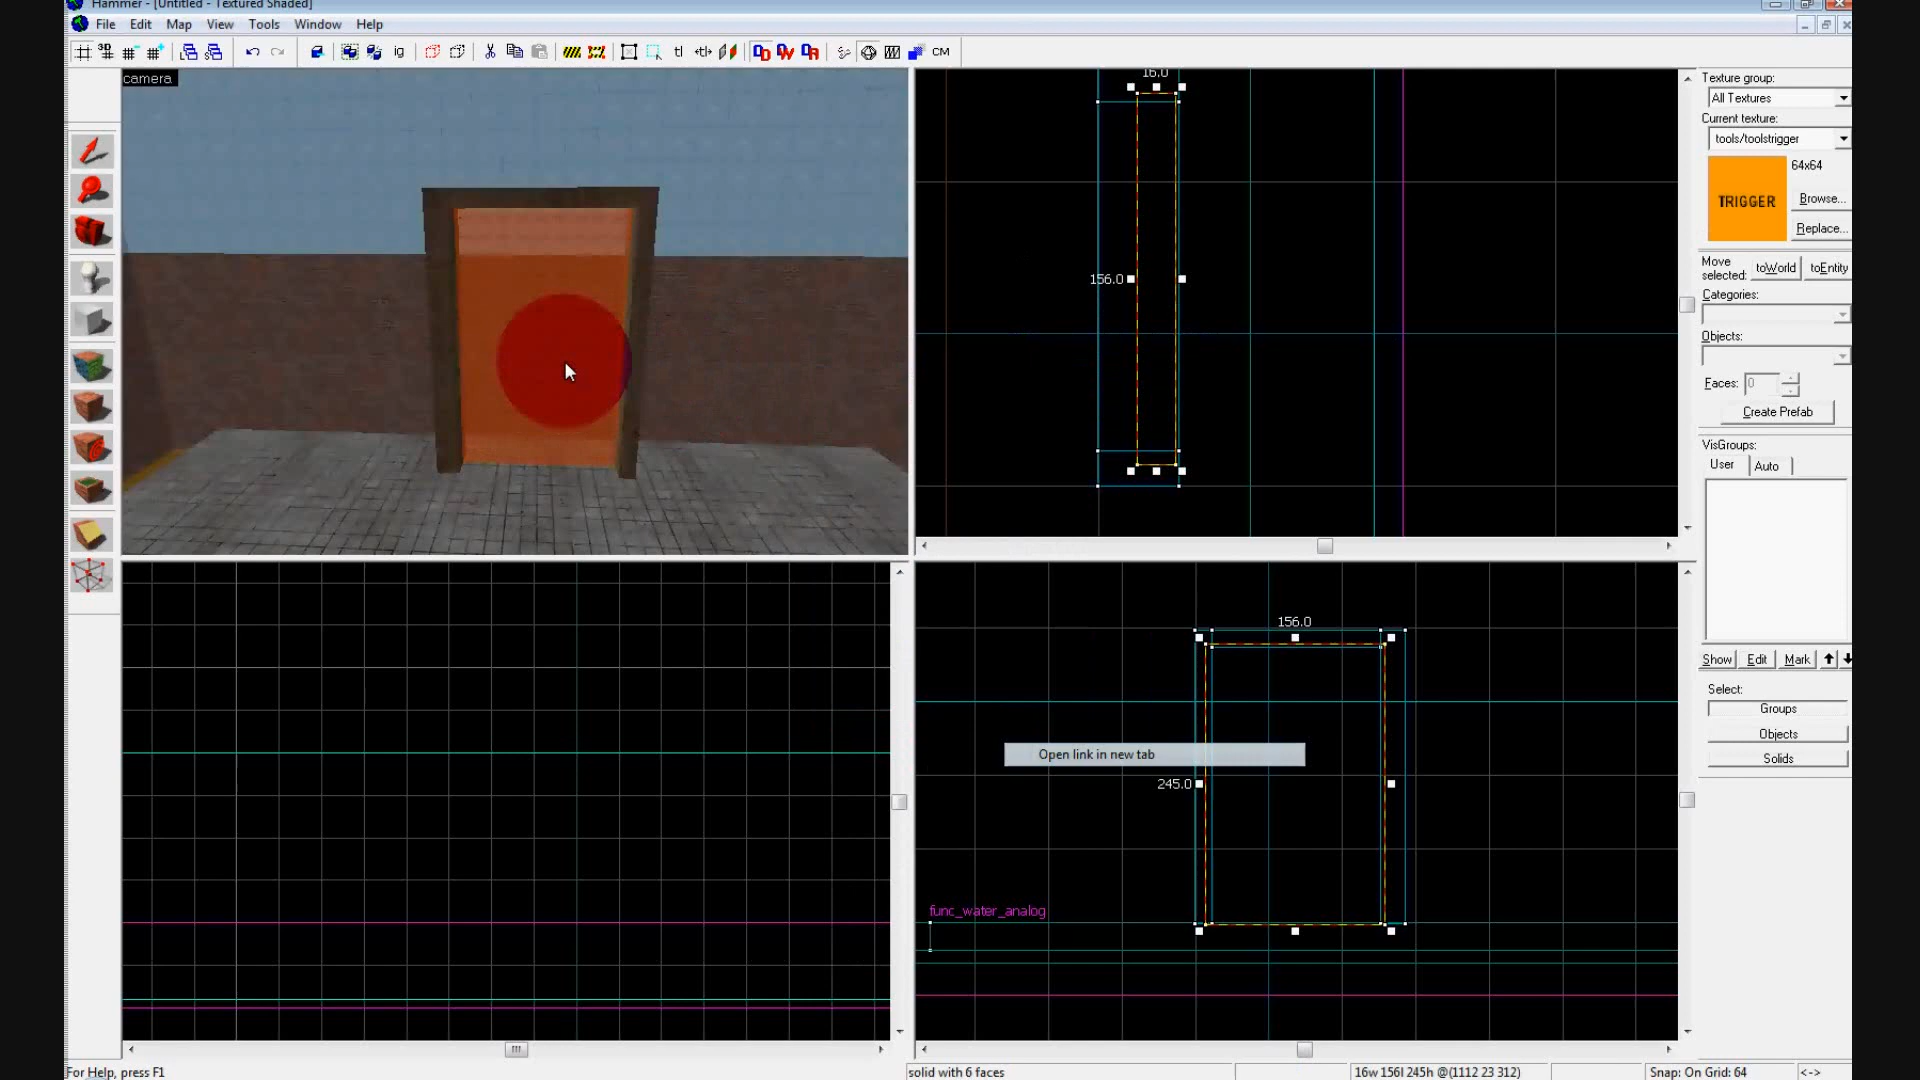 Hammer - [Untitled - Textured Shaded]
File Edit Map View Tools Window Help
ig tl CM
camera
16.0
156.0
Texture group:
All Textures
Current texture:
tools/toolstrigger
64x64
TRIGGER
Browse...
Replace...
Move selected: toWorld toEntity
Categories:
Objects:
Faces: 0
Create Prefab
VisGroups:
User Auto
Show Edit Mark
Select:
Groups
Objects
Solids
156.0
Open link in new tab
245.0
func_water_analog
For Help, press F1
solid with 6 faces
16w 156l 245h @(1112 23 312)
Snap: On Grid: 64
<->